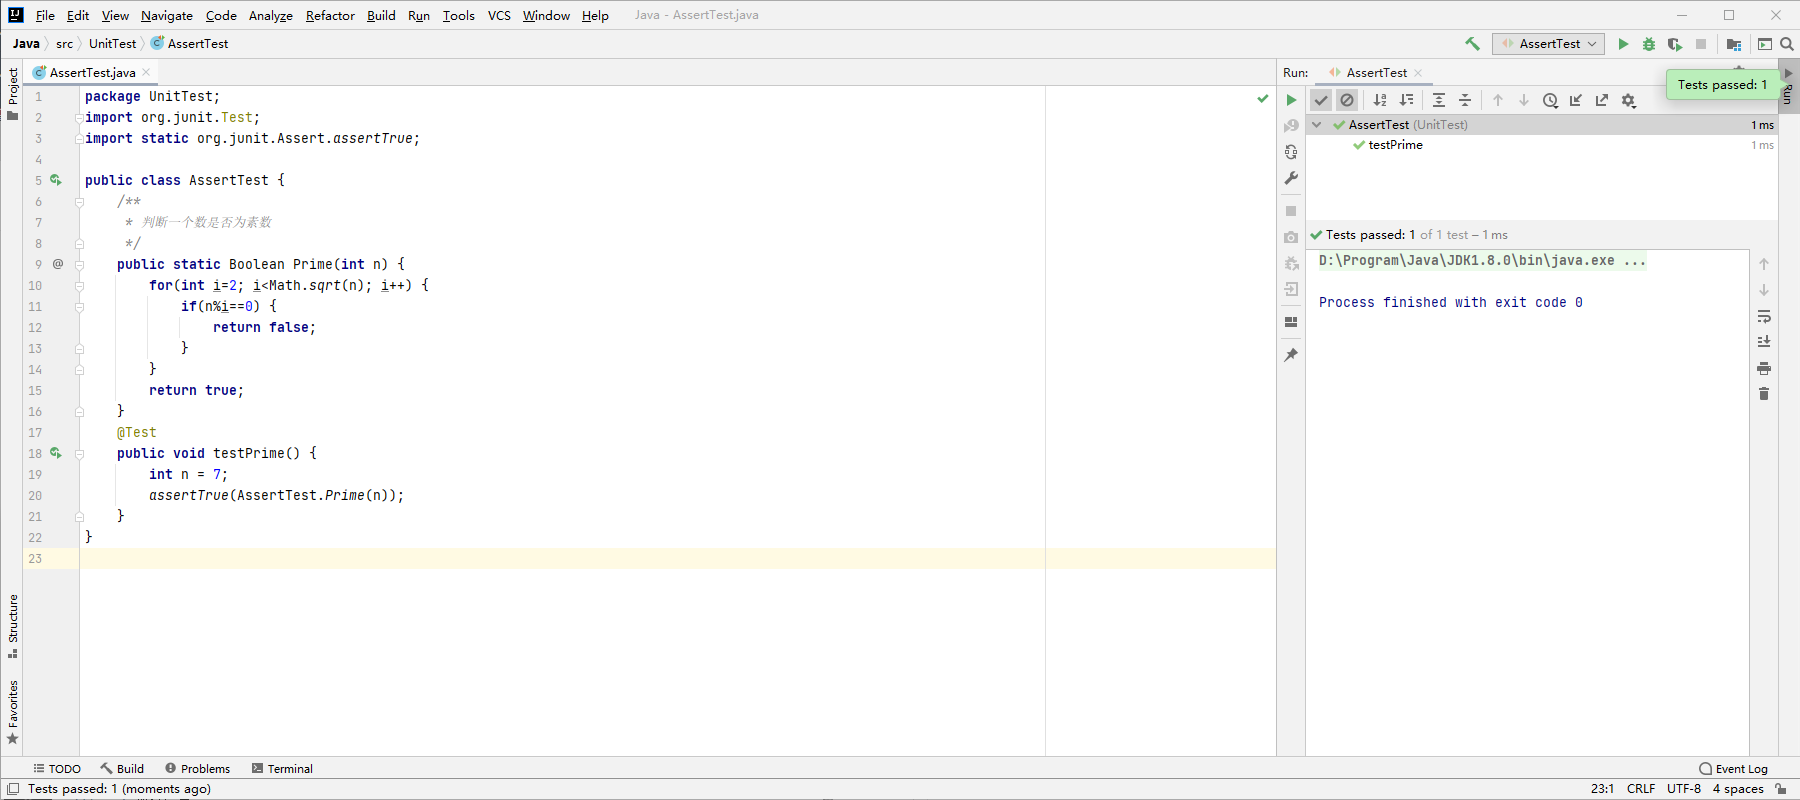 File Edit View Navigate Code Analyze Refactor Build Run Tools VCS Window Help Java - AssertTest.java
Java src UnitTest AssertTest
AssertTest
Project
AssertTest.java
1 package UnitTest;
2 import org.junit.Test;
3 import static org.junit.Assert.assertTrue;
4
5 public class AssertTest {
6 /**
7 * 判断一个数是否为素数
8 */
9 @ public static Boolean Prime(int n) {
10 for(int i=2; i<Math.sqrt(n); i++) {
11 if(n%i==0) {
12 return false;
13 }
14 }
15 return true;
16 }
17 @Test
18 public void testPrime() {
19 int n = 7;
20 assertTrue(AssertTest.Prime(n));
21 }
22 }
23
Structure
Favorites
Run: AssertTest
Tests passed: 1
Run
AssertTest (UnitTest) 1 ms
testPrime 1 ms
Tests passed: 1 of 1 test – 1 ms
D:\Program\Java\JDK1.8.0\bin\java.exe ...
Process finished with exit code 0
TODO Build Problems Terminal Event Log
Tests passed: 1 (moments ago) 23:1 CRLF UTF-8 4 spaces